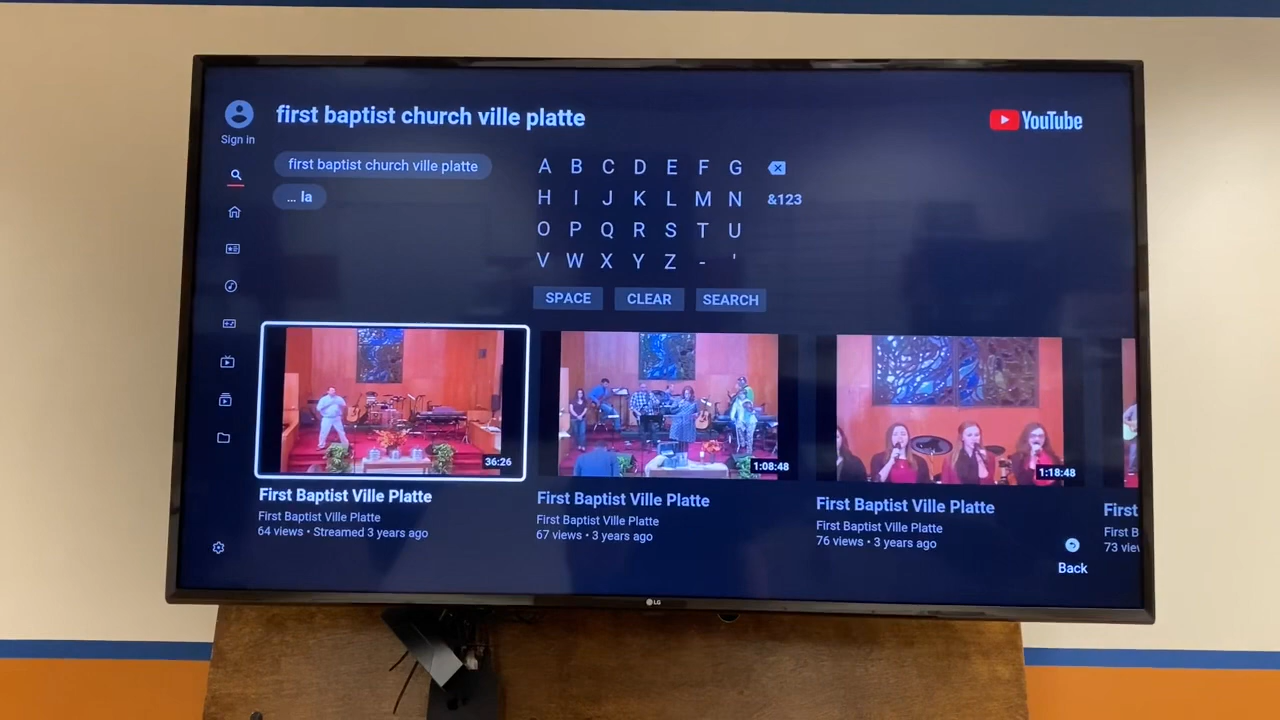 first baptist church ville platte
YouTube
Sign in
first baptist church ville platte
... la
A B C D E F G
H I J K L M N &123
O P Q R S T U
V W X Y Z - '
SPACE CLEAR SEARCH
36:26
1:08:48
1:18:48
First Baptist Ville Platte
First Baptist Ville Platte
64 views • Streamed 3 years ago
First Baptist Ville Platte
First Baptist Ville Platte
67 views • 3 years ago
First Baptist Ville Platte
First Baptist Ville Platte
76 views • 3 years ago
First
First B
73 vie
Back
LG